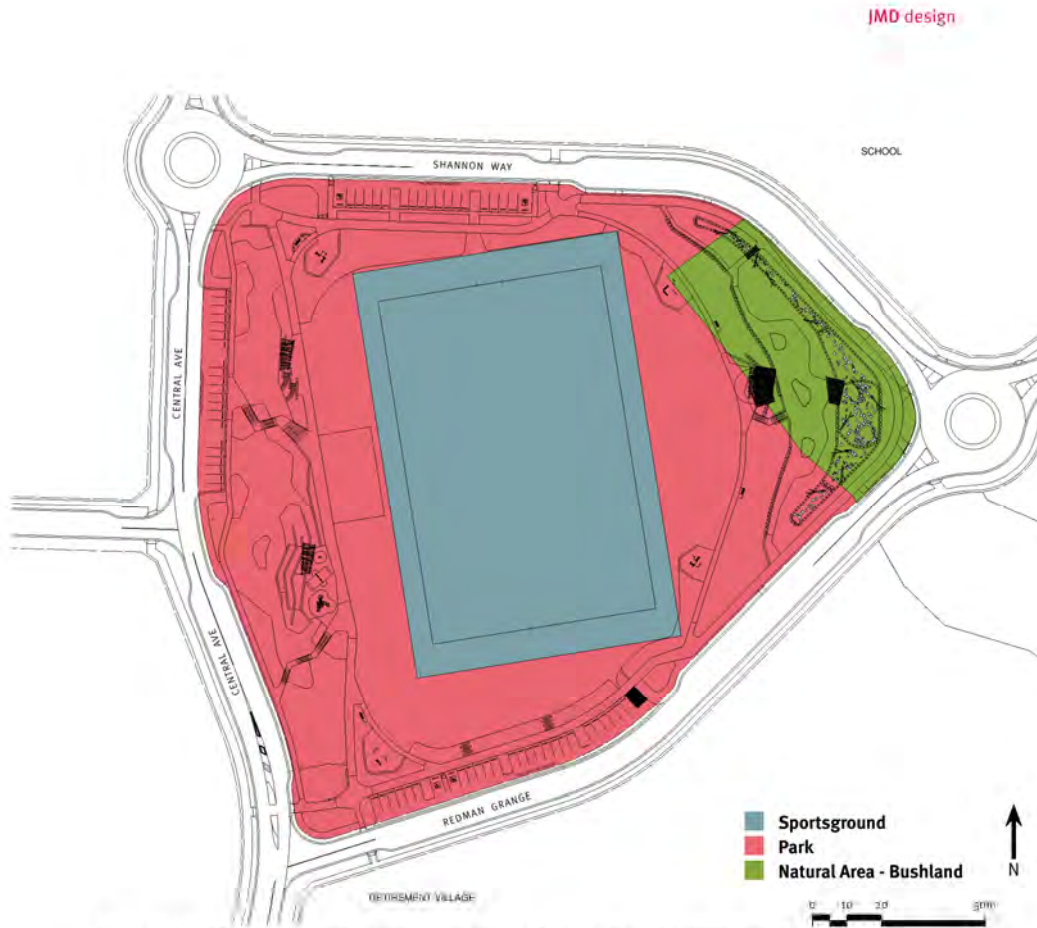 JMD design
SCHOOL
SHANNON WAY
CENTRAL AVE
CENTRAL AVE
REDMAN GRANGE
Sportsground
Park
Natural Area - Bushland
N
RETIREMENT VILLAGE
0 10 20 50m